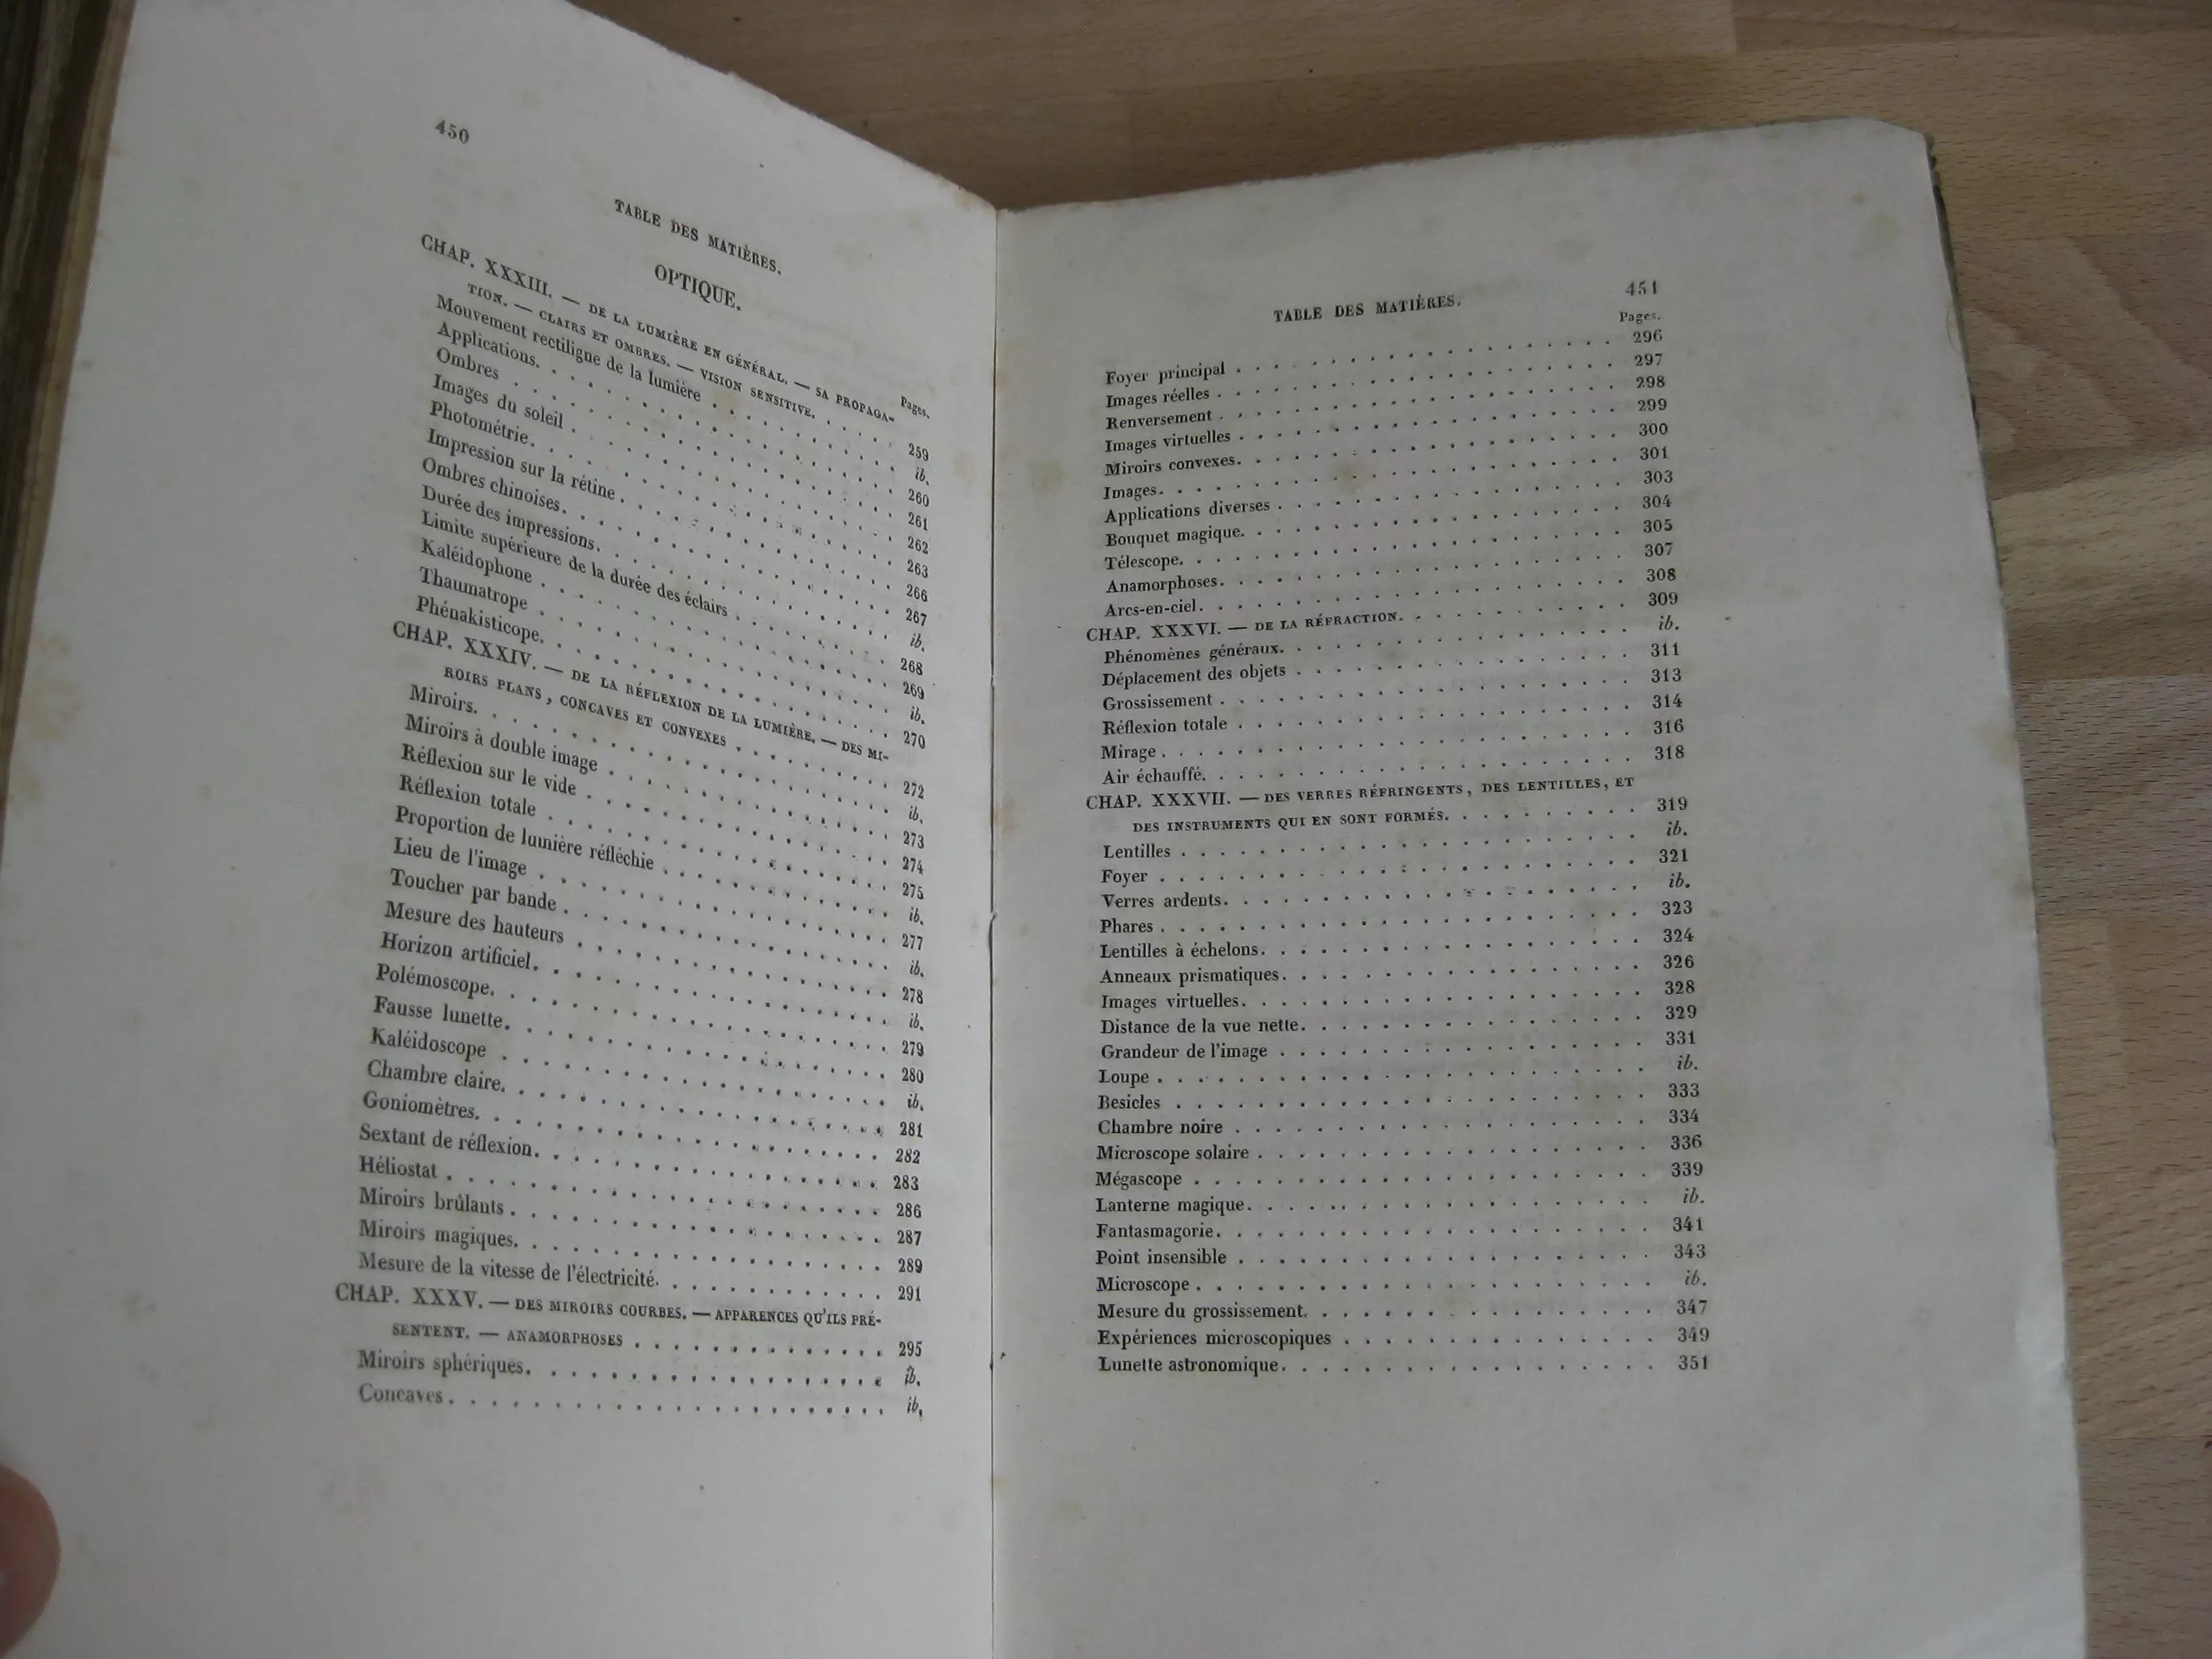 450
TABLE DES MATIÈRES.
OPTIQUE.
Pages.
CHAP. XXXIII. — DE LA LUMIÈRE EN GÉNÉRAL. — SA PROPAGA-
TION. — CLAIRS ET OMBRES. — VISION SENSITIVE. . . . . 259
Mouvement rectiligne de la lumière . . . . . ib.
Applications. . . . . . 260
Ombres . . . . . 261
Images du soleil . . . . . 262
Photométrie. . . . . . 263
Impression sur la rétine . . . . . 266
Ombres chinoises. . . . . . 267
Durée des impressions. . . . . . ib.
Limite supérieure de la durée des éclairs . . . . . 268
Kaléidophone . . . . . 269
Thaumatrope . . . . . ib.
Phénakisticope. . . . . . 270
CHAP. XXXIV. — DE LA RÉFLEXION DE LA LUMIÈRE. — DES MI-
ROIRS PLANS, CONCAVES ET CONVEXES . . . . . 272
Miroirs. . . . . . ib.
Miroirs à double image . . . . . 273
Réflexion sur le vide . . . . . 274
Réflexion totale . . . . . 275
Proportion de lumière réfléchie . . . . . ib.
Lieu de l'image . . . . . 277
Toucher par bande . . . . . ib.
Mesure des hauteurs . . . . . 278
Horizon artificiel. . . . . . ib.
Polémoscope. . . . . . 279
Fausse lunette. . . . . . 280
Kaléidoscope . . . . . ib.
Chambre claire. . . . . . 281
Goniomètres. . . . . . 282
Sextant de réflexion. . . . . . 283
Héliostat . . . . . 286
Miroirs brûlants . . . . . 287
Miroirs magiques. . . . . . 289
Mesure de la vitesse de l'électricité. . . . . . 291
CHAP. XXXV. — DES MIROIRS COURBES. — APPARENCES QU'ILS PRÉ-
SENTENT. — ANAMORPHOSES . . . . . 295
Miroirs sphériques. . . . . . ib.
Concaves . . . . . ib.
TABLE DES MATIÈRES. 451
Pages.
Foyer principal . . . . . 296
Images réelles . . . . . 297
Renversement . . . . . 298
Images virtuelles . . . . . 299
Miroirs convexes. . . . . . 300
Images. . . . . . 301
Applications diverses . . . . . 303
Bouquet magique. . . . . . 304
Télescope. . . . . . 305
Anamorphoses. . . . . . 307
Arcs-en-ciel. . . . . . 308
CHAP. XXXVI. — DE LA RÉFRACTION. . . . . . 309
Phénomènes généraux. . . . . . ib.
Déplacement des objets . . . . . 311
Grossissement . . . . . 313
Réflexion totale . . . . . 314
Mirage . . . . . 316
Air échauffé. . . . . . 318
CHAP. XXXVII. — DES VERRES RÉFRINGENTS, DES LENTILLES, ET
DES INSTRUMENTS QUI EN SONT FORMÉS. . . . . . 319
Lentilles . . . . . ib.
Foyer . . . . . 321
Verres ardents. . . . . . ib.
Phares . . . . . 323
Lentilles à échelons. . . . . . 324
Anneaux prismatiques. . . . . . 326
Images virtuelles. . . . . . 328
Distance de la vue nette. . . . . . 329
Grandeur de l'image . . . . . 331
Loupe . . . . . ib.
Besicles . . . . . 333
Chambre noire . . . . . 334
Microscope solaire . . . . . 336
Mégascope . . . . . 339
Lanterne magique. . . . . . ib.
Fantasmagorie. . . . . . 341
Point insensible . . . . . 343
Microscope . . . . . ib.
Mesure du grossissement. . . . . . 347
Expériences microscopiques . . . . . 349
Lunette astronomique. . . . . . 351